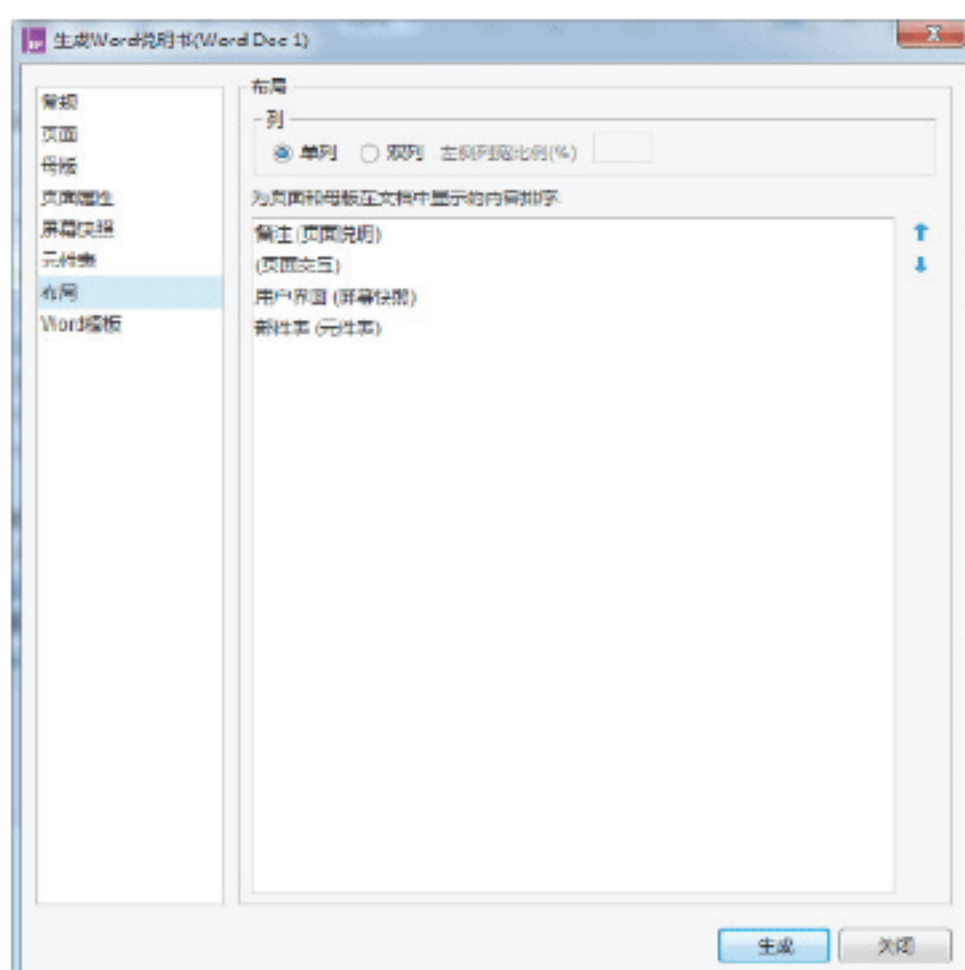 生成Word说明书(Word Doc 1)
常规
页面
母版
页面属性
屏幕快照
元件表
布局
Word模板
布局
列
单列 双列 左侧列宽比例(%)
为页面和母板在文档中显示的内容排序
备注 (页面说明)
(页面交互)
用户界面 (屏幕快照)
部件表 (元件表)
生成 关闭